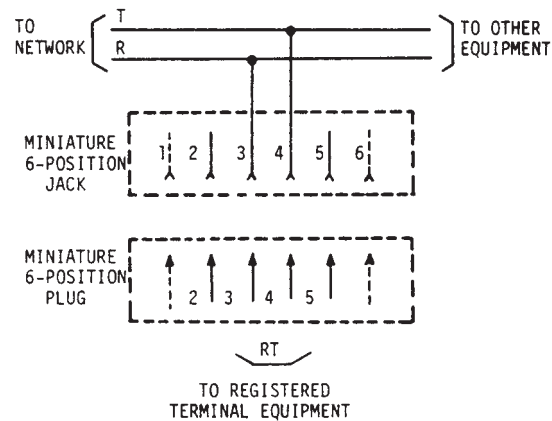 TO
NETWORK
T
R
TO OTHER
EQUIPMENT
MINIATURE
6-POSITION
JACK
1 2 3 4 5 6
MINIATURE
6-POSITION
PLUG
2 3 4 5
RT
TO REGISTERED
TERMINAL EQUIPMENT